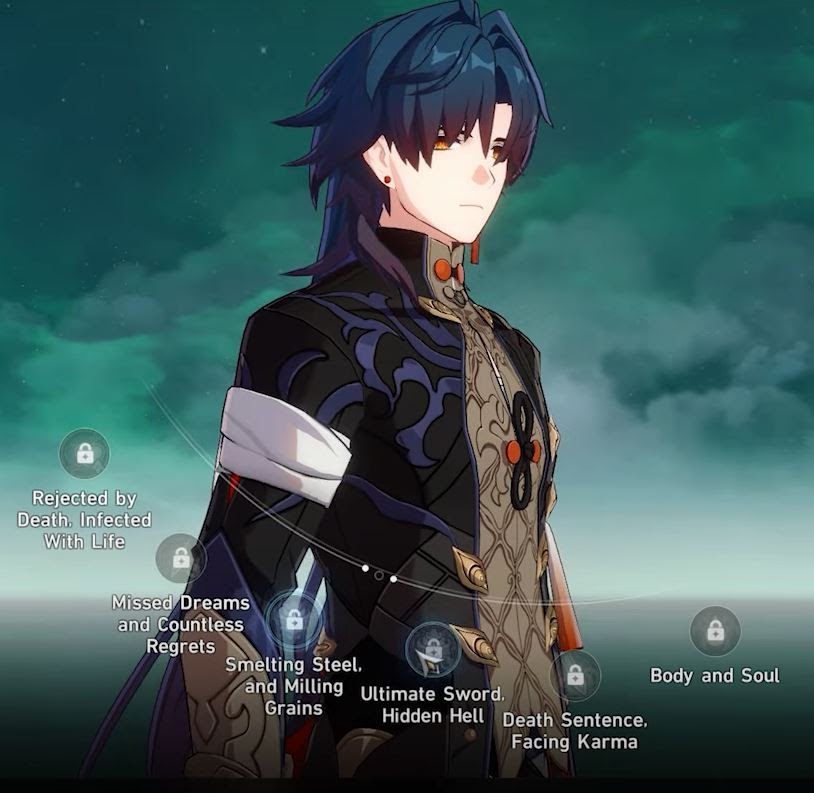 Rejected by
Death, Infected
With Life
Missed Dreams
and Countless
Regrets
Smelting Steel,
and Milling
Grains
Ultimate Sword,
Hidden Hell
Death Sentence,
Facing Karma
Body and Soul